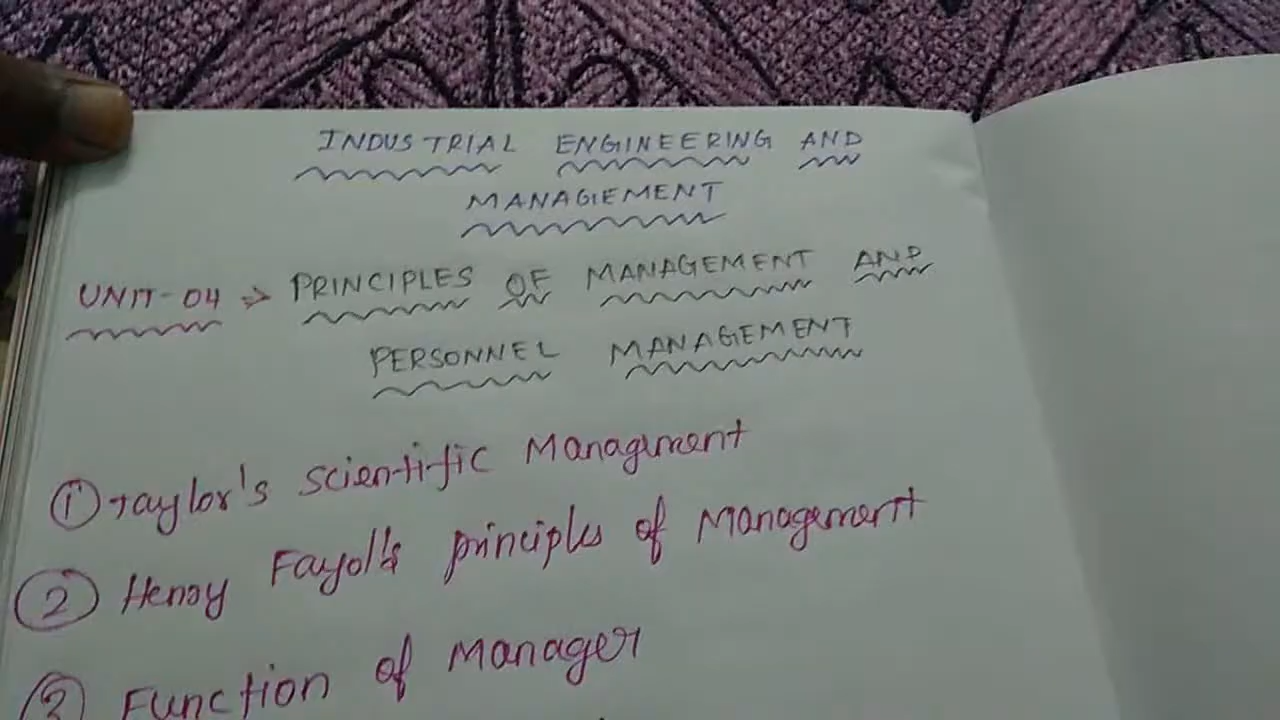 INDUSTRIAL ENGINEERING AND
MANAGEMENT
UNIT-04 => PRINCIPLES OF MANAGEMENT AND
PERSONNEL MANAGEMENT
① Taylor's Scientific Management
② Henry Fayol's principles of Management
③ Function of Manager